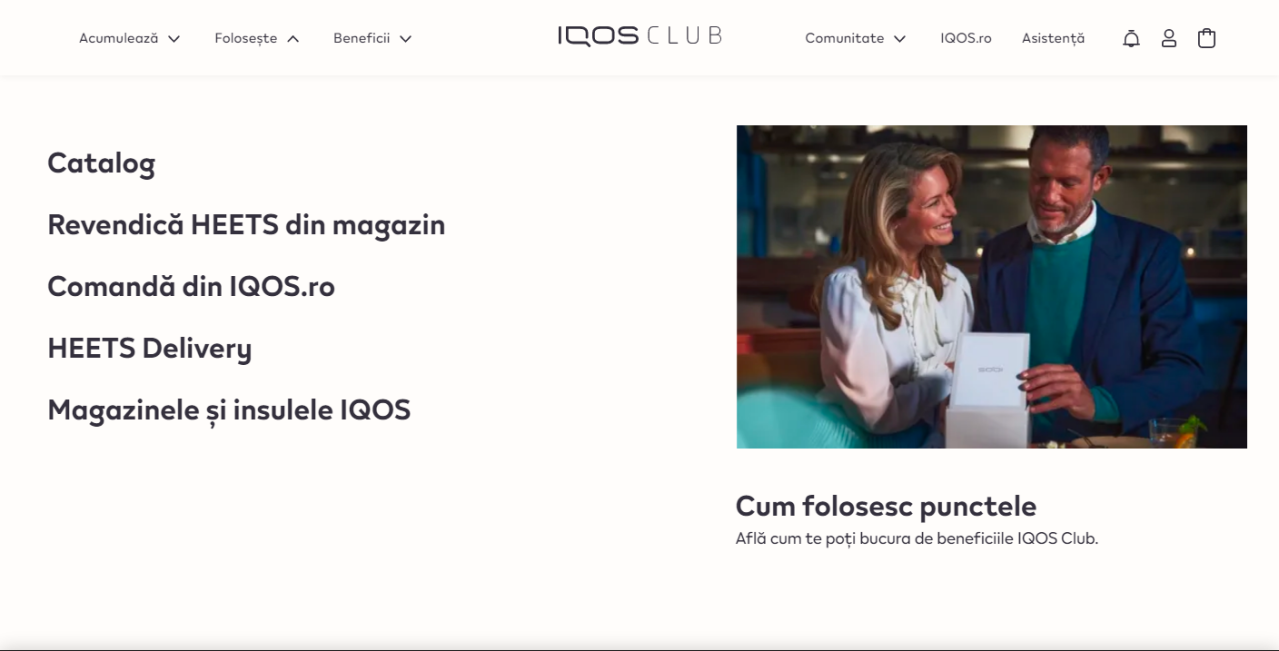 Acumulează
Folosește
Beneficii
IQOS CLUB
Comunitate
IQOS.ro
Asistență
Catalog
Revendică HEETS din magazin
Comandă din IQOS.ro
HEETS Delivery
Magazinele și insulele IQOS
Cum folosesc punctele
Află cum te poți bucura de beneficiile IQOS Club.